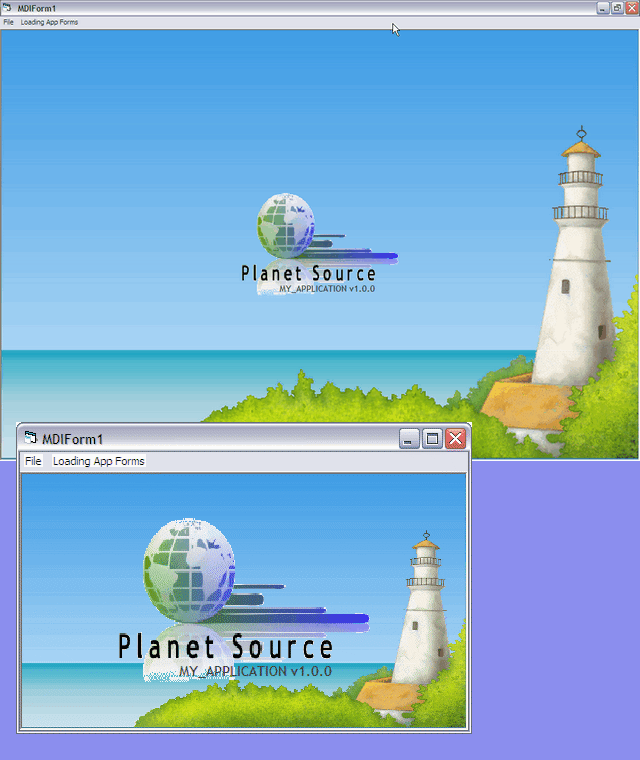 MDIForm1
File Loading App Forms
Planet Source
MY_APPLICATION v1.0.0
MDIForm1
File Loading App Forms
Planet Source
MY_APPLICATION v1.0.0